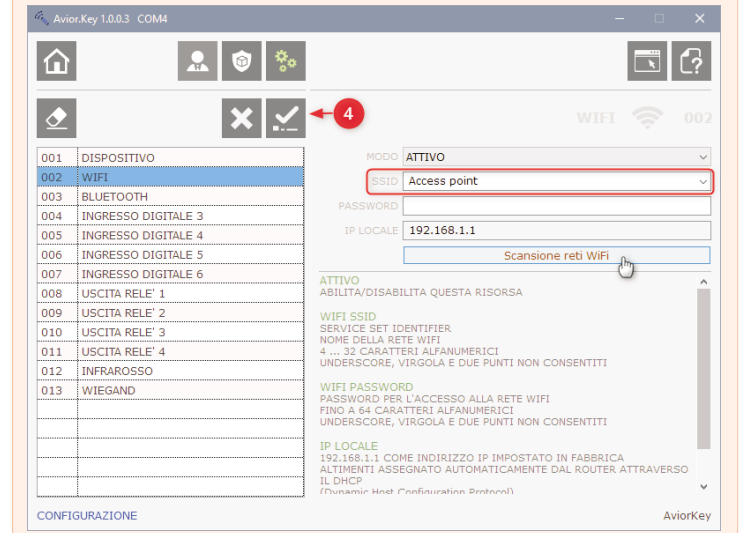 Avior.Key 1.0.0.3 COM4
4
WIFI 002
001 DISPOSITIVO
002 WIFI
003 BLUETOOTH
004 INGRESSO DIGITALE 3
005 INGRESSO DIGITALE 4
006 INGRESSO DIGITALE 5
007 INGRESSO DIGITALE 6
008 USCITA RELE' 1
009 USCITA RELE' 2
010 USCITA RELE' 3
011 USCITA RELE' 4
012 INFRAROSSO
013 WIEGAND
MODO ATTIVO
SSID Access point
PASSWORD
IP LOCALE 192.168.1.1
Scansione reti WiFi
ATTIVO
ABILITA/DISABILITA QUESTA RISORSA
WIFI SSID
SERVICE SET IDENTIFIER
NOME DELLA RETE WIFI
4 ... 32 CARATTERI ALFANUMERICI
UNDERSCORE, VIRGOLA E DUE PUNTI NON CONSENTITI
WIFI PASSWORD
PASSWORD PER L'ACCESSO ALLA RETE WIFI
FINO A 64 CARATTERI ALFANUMERICI
UNDERSCORE, VIRGOLA E DUE PUNTI NON CONSENTITI
IP LOCALE
192.168.1.1 COME INDIRIZZO IP IMPOSTATO IN FABBRICA
ALTIMENTI ASSEGNATO AUTOMATICAMENTE DAL ROUTER ATTRAVERSO
IL DHCP
(Dynamic Host Configuration Protocol)
CONFIGURAZIONE
AviorKey